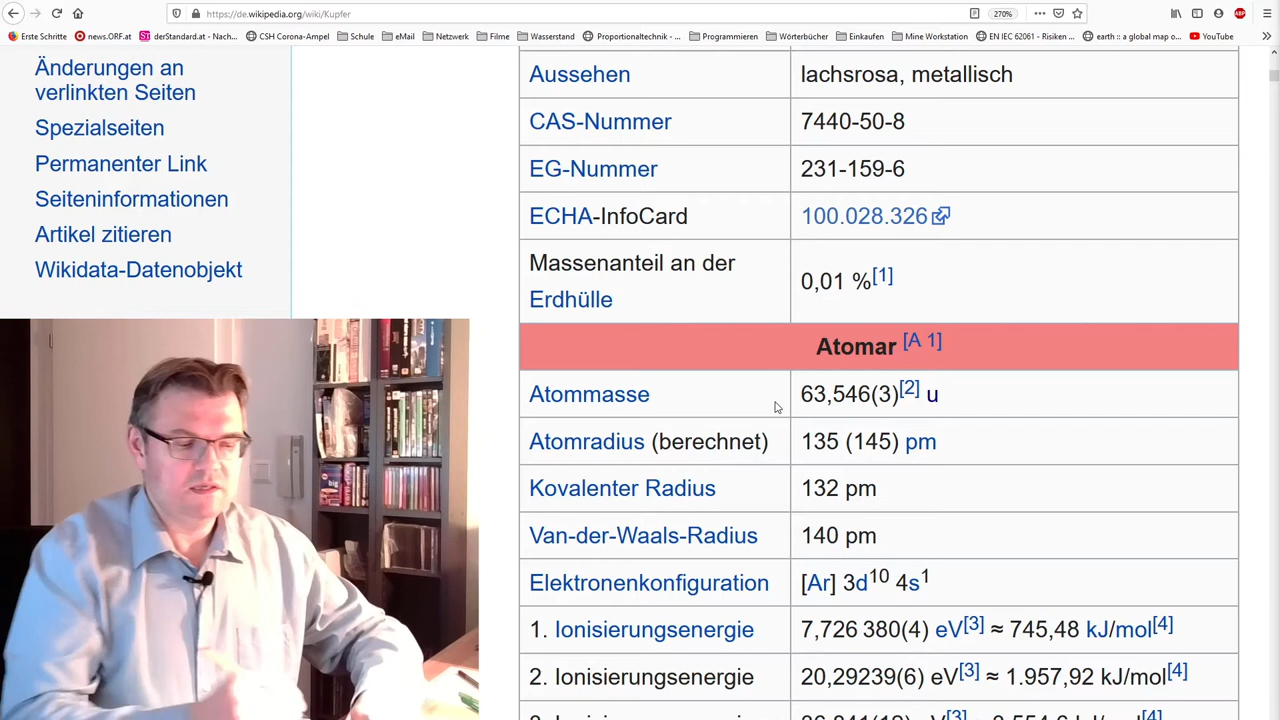 https://de.wikipedia.org/wiki/Kupfer
270%
Erste Schritte
news.ORF.at
derStandard.at - Nach...
CSH Corona-Ampel
Schule
eMail
Netzwerk
Filme
Wasserstand
Proportionaltechnik - ...
Programmieren
Wörterbücher
Einkaufen
Mine Workstation
EN IEC 62061 - Risiken ...
earth :: a global map o...
YouTube
Änderungen an
verlinkten Seiten
Spezialseiten
Permanenter Link
Seiteninformationen
Artikel zitieren
Wikidata-Datenobjekt
Aussehen lachsrosa, metallisch
CAS-Nummer 7440-50-8
EG-Nummer 231-159-6
ECHA-InfoCard 100.028.326
Massenanteil an der
Erdhülle 0,01 %[1]
Atomar [A 1]
Atommasse 63,546(3)[2] u
Atomradius (berechnet) 135 (145) pm
Kovalenter Radius 132 pm
Van-der-Waals-Radius 140 pm
Elektronenkonfiguration [Ar] 3d10 4s1
1. Ionisierungsenergie 7,726 380(4) eV[3] ≈ 745,48 kJ/mol[4]
2. Ionisierungsenergie 20,29239(6) eV[3] ≈ 1.957,92 kJ/mol[4]